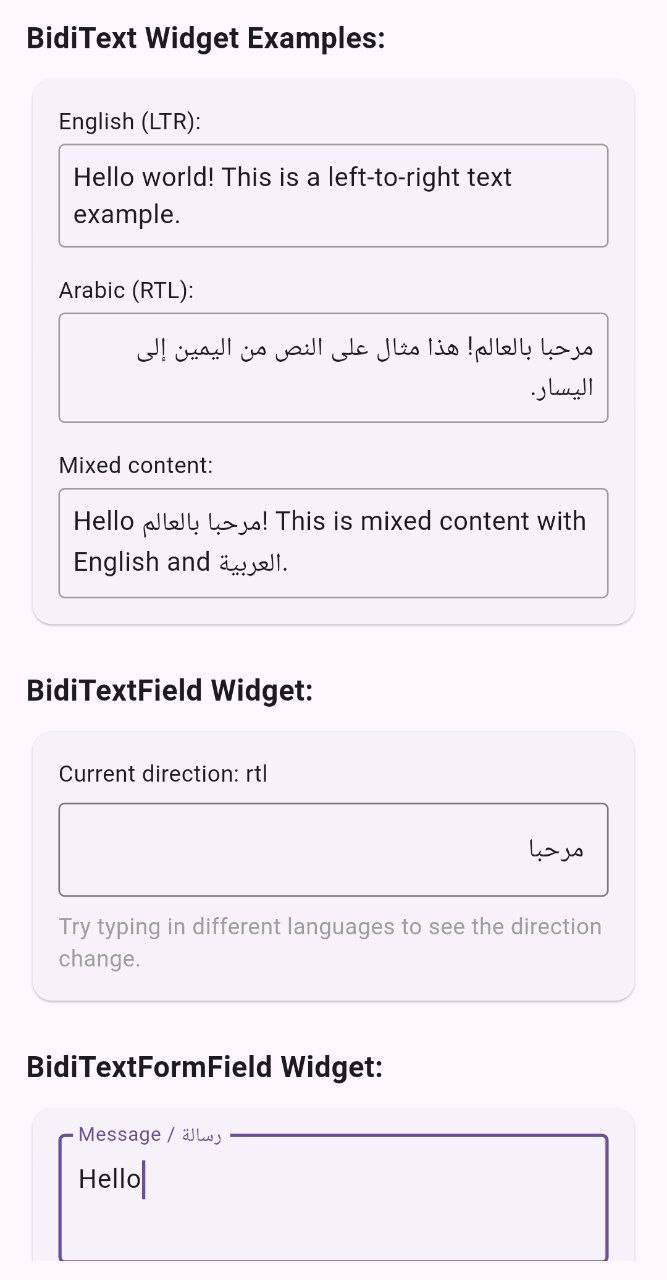 BidiText Widget Examples:
English (LTR):
Hello world! This is a left-to-right text
example.
Arabic (RTL):
مرحبا بالعالم! هذا مثال على النص من اليمين إلى
اليسار.
Mixed content:
Hello مرحبا بالعالم! This is mixed content with
English and العربية.
BidiTextField Widget:
Current direction: rtl
مرحبا
Try typing in different languages to see the direction
change.
BidiTextFormField Widget:
Message / رسالة
Hello